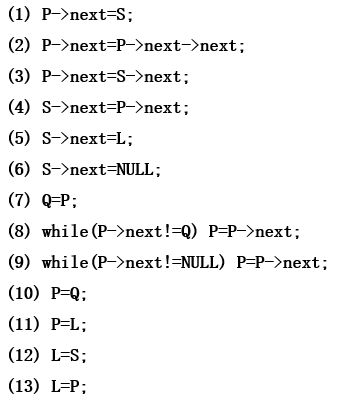 (1) P->next=S;
(2) P->next=P->next->next;
(3) P->next=S->next;
(4) S->next=P->next;
(5) S->next=L;
(6) S->next=NULL;
(7) Q=P;
(8) while(P->next!=Q) P=P->next;
(9) while(P->next!=NULL) P=P->next;
(10) P=Q;
(11) P=L;
(12) L=S;
(13) L=P;